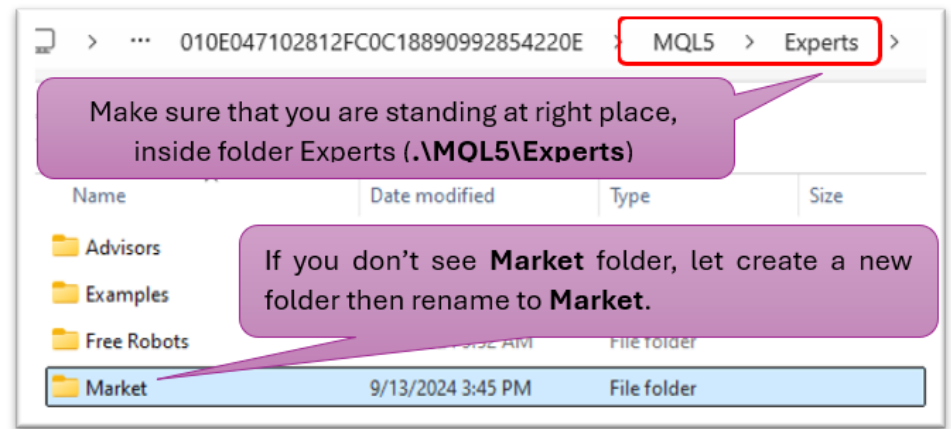 > ... 010E047102812FC0C18890992854220E > MQL5 > Experts >
Make sure that you are standing at right place,
inside folder Experts (.\MQL5\Experts)
Name Date modified Type Size
Advisors
If you don’t see Market folder, let create a new
Examples
folder then rename to Market.
Free Robots AM File folder
Market 9/13/2024 3:45 PM File folder